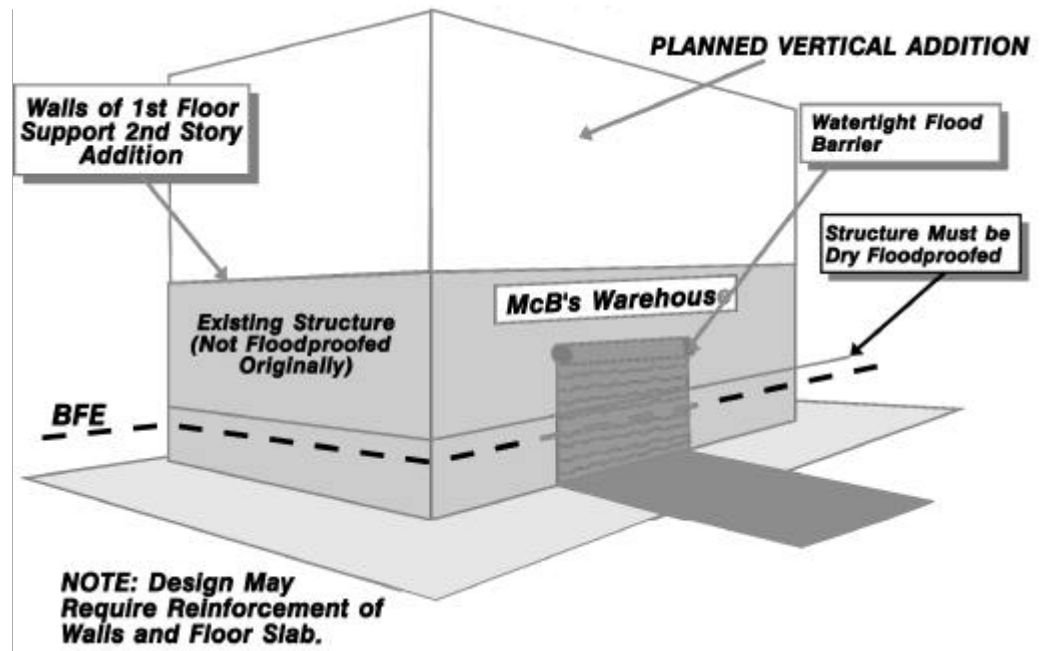 PLANNED VERTICAL ADDITION
Walls of 1st Floor
Support 2nd Story
Addition
Watertight Flood
Barrier
Structure Must be
Dry Floodproofed
McB's Warehouse
Existing Structure
(Not Floodproofed
Originally)
BFE
NOTE: Design May
Require Reinforcement of
Walls and Floor Slab.